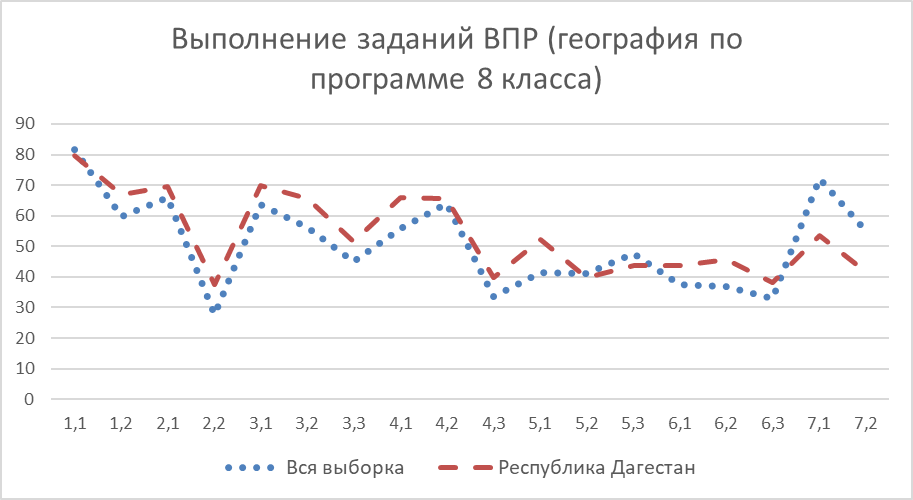 Выполнение заданий ВПР (география по
программе 8 класса)
90
80
70
60
50
40
30
20
10
0
1,1 1,2 2,1 2,2 3,1 3,2 3,3 4,1 4,2 4,3 5,1 5,2 5,3 6,1 6,2 6,3 7,1 7,2
Вся выборка Республика Дагестан